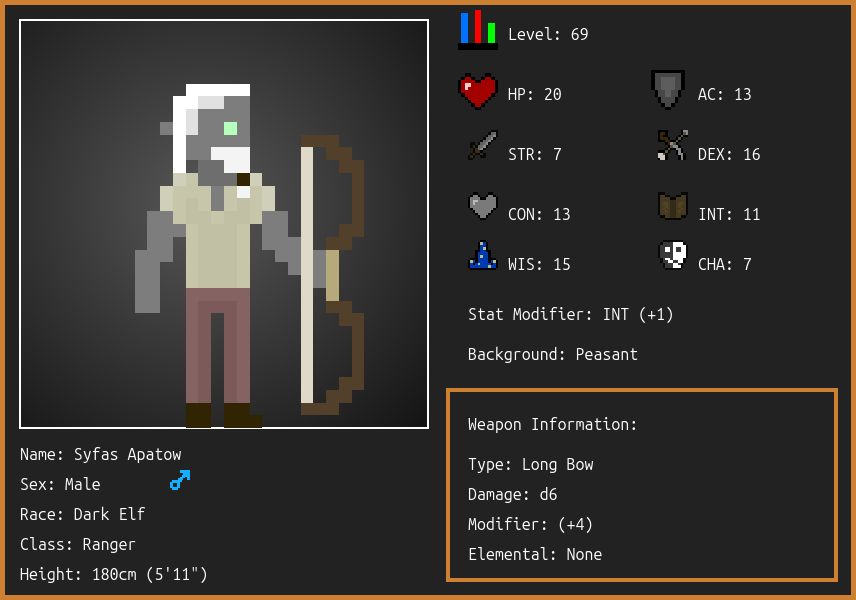 Level: 69
HP: 20
AC: 13
STR: 7
DEX: 16
CON: 13
INT: 11
WIS: 15
CHA: 7
Stat Modifier: INT (+1)
Background: Peasant
Weapon Information:
Type: Long Bow
Damage: d6
Modifier: (+4)
Elemental: None
Name: Syfas Apatow
Sex: Male
Race: Dark Elf
Class: Ranger
Height: 180cm (5'11")